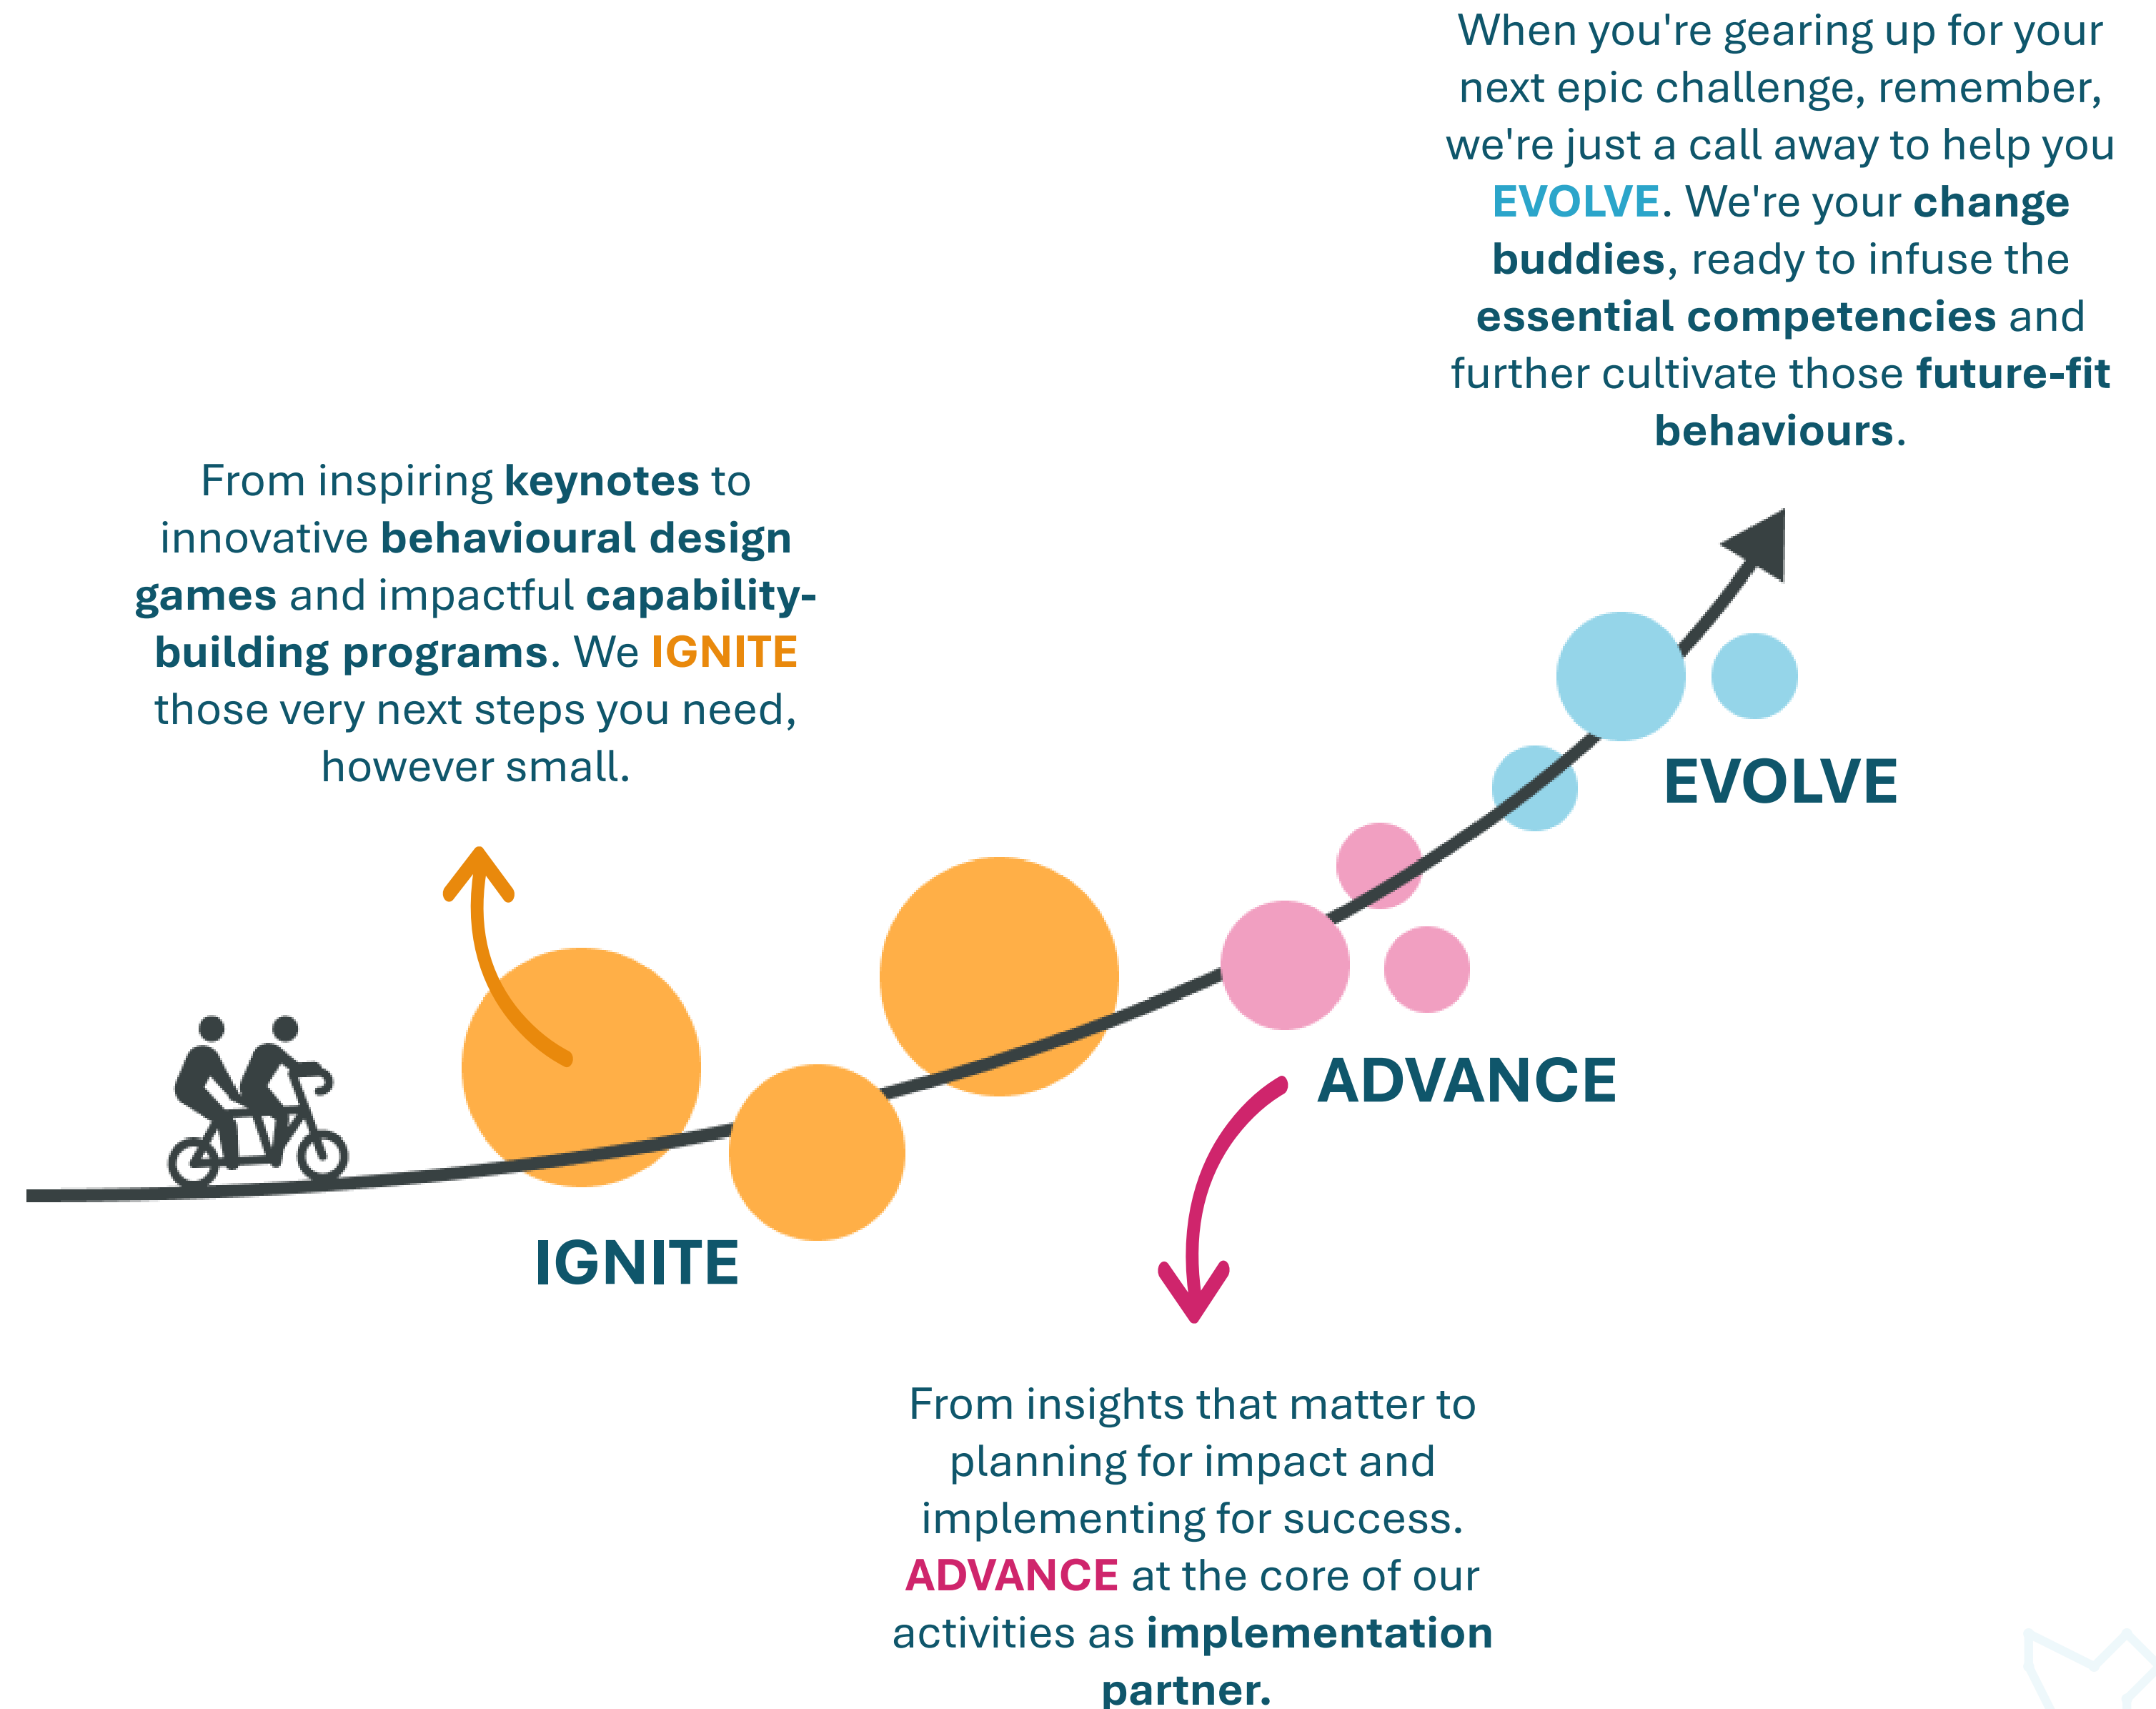 When you're gearing up for your
next epic challenge, remember,
we're just a call away to help you
EVOLVE. We're your change
buddies, ready to infuse the
essential competencies and
further cultivate those future-fit
behaviours.
From inspiring keynotes to
innovative behavioural design
games and impactful capability-
building programs. We IGNITE
those very next steps you need,
however small.
EVOLVE
ADVANCE
IGNITE
From insights that matter to
planning for impact and
implementing for success.
ADVANCE at the core of our
activities as implementation
partner.